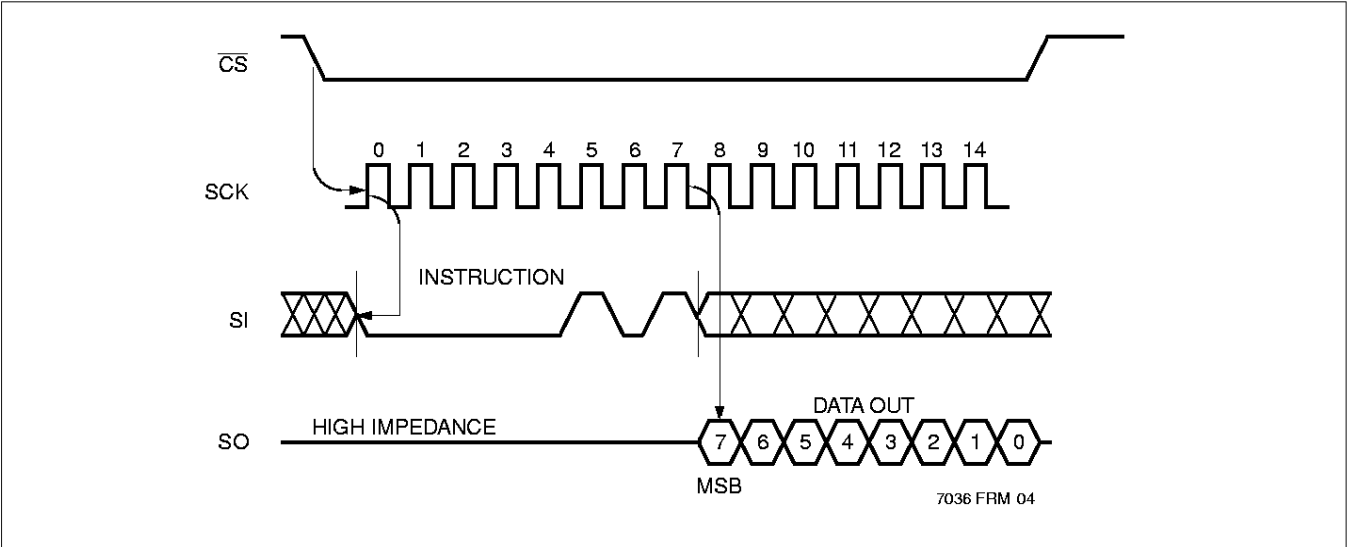 C̅S̅
0 1 2 3 4 5 6 7 8 9 10 11 12 13 14
SCK
INSTRUCTION
SI
DATA OUT
HIGH IMPEDANCE
SO
7 6 5 4 3 2 1 0
MSB
7036 FRM 04